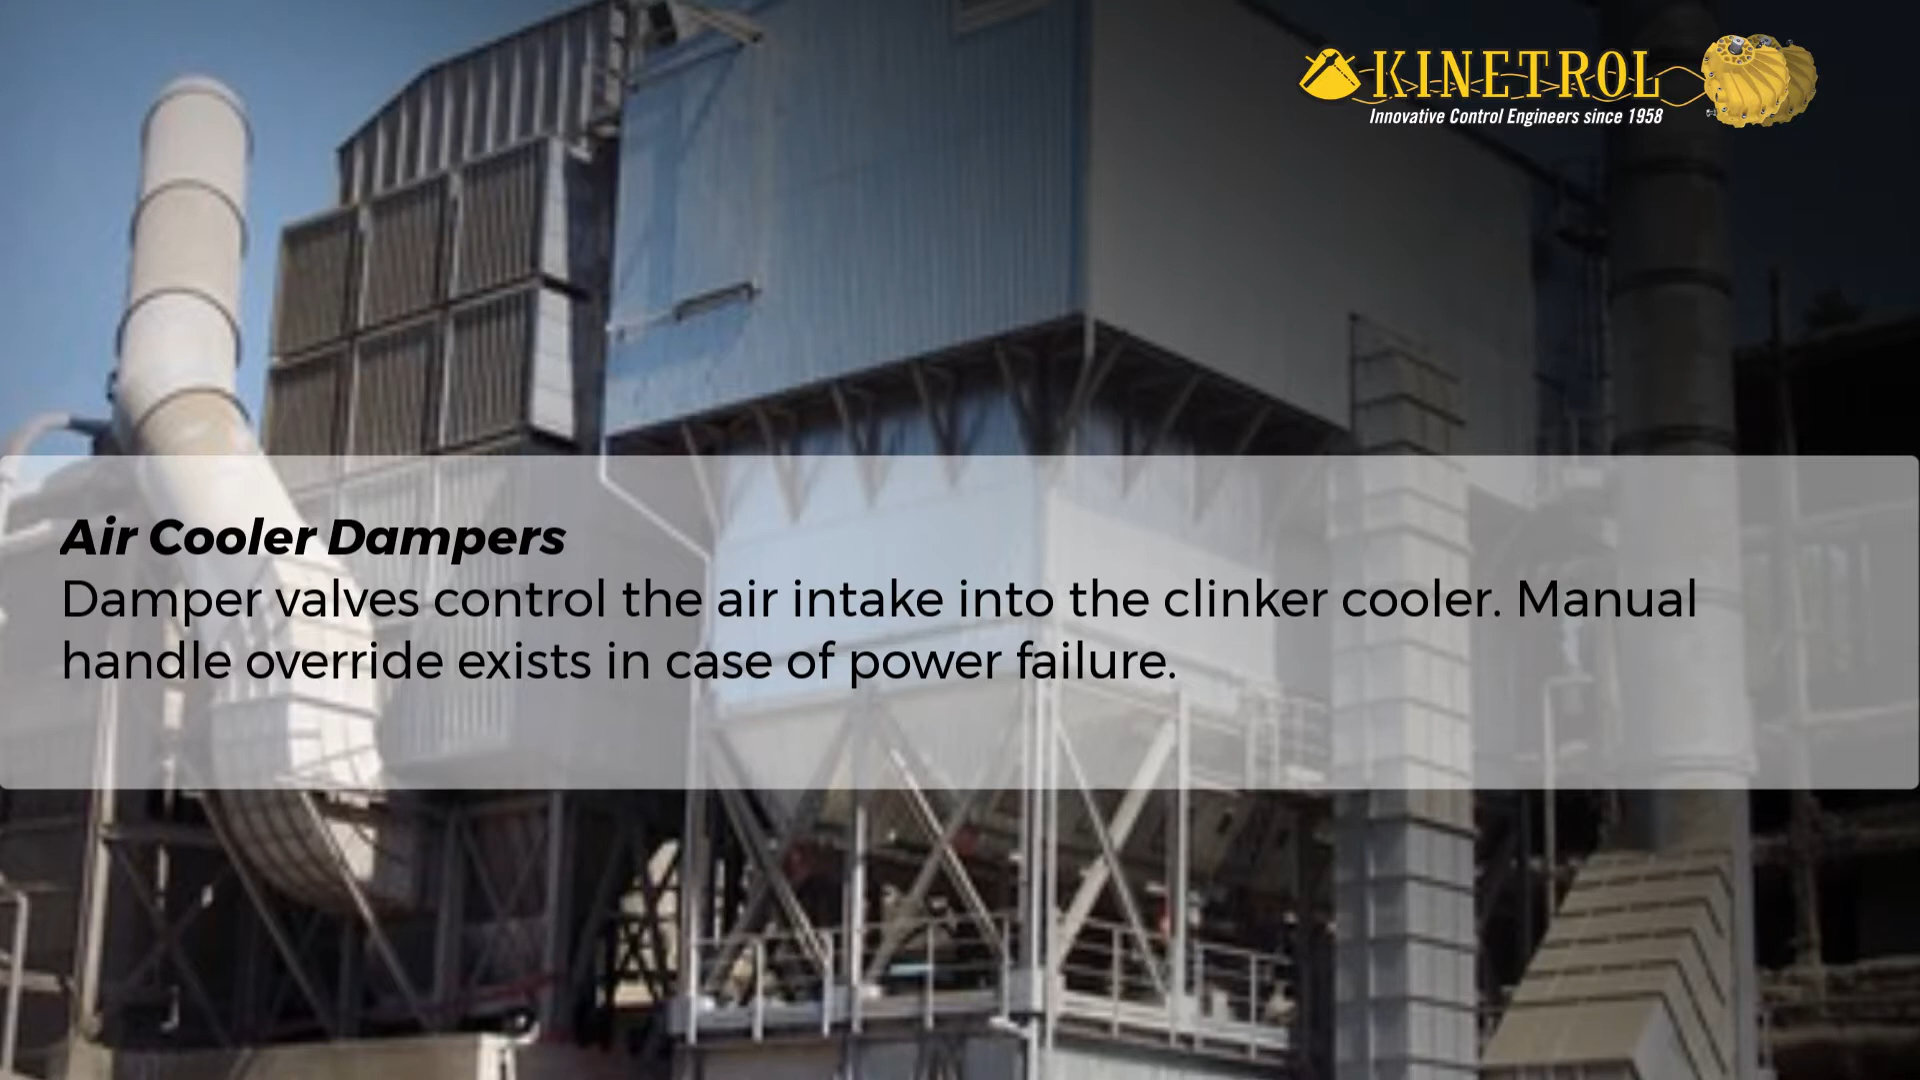 KINETROL
Innovative Control Engineers since 1958
Air Cooler Dampers
Damper valves control the air intake into the clinker cooler. Manual
handle override exists in case of power failure.